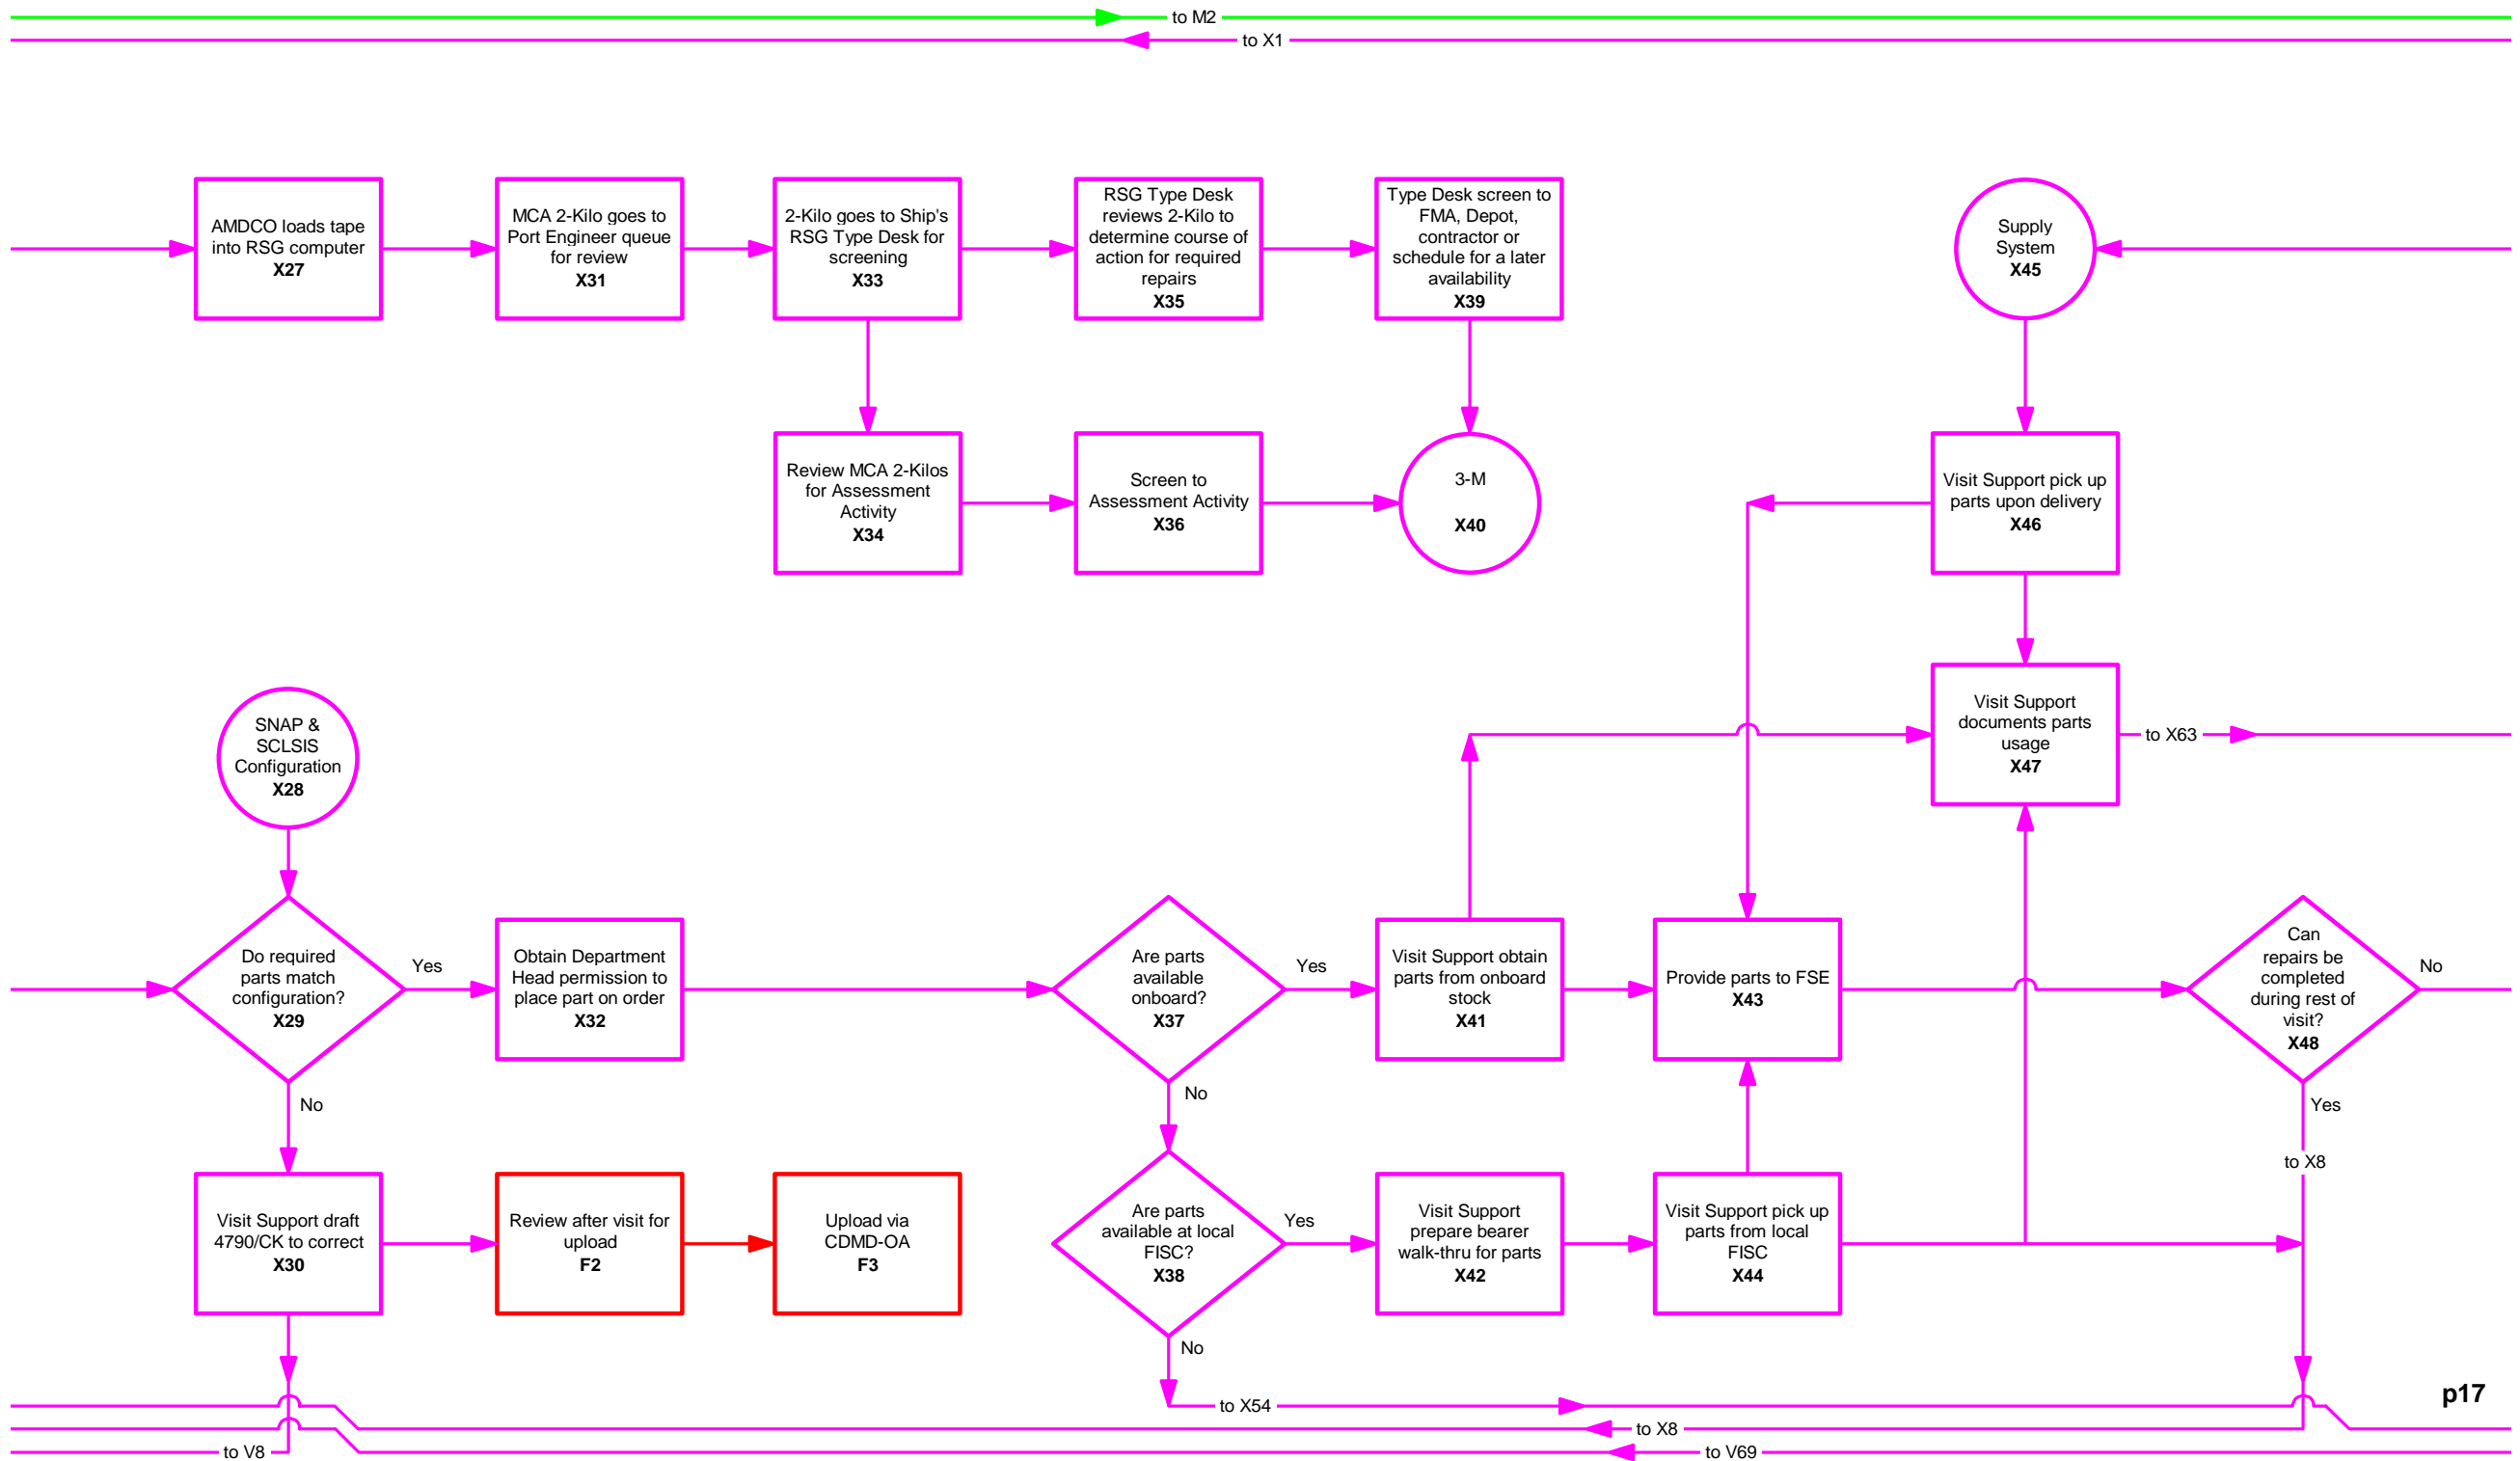 to M2
to X1
AMDCO loads tape
into RSG computer
X27
MCA 2-Kilo goes to
Port Engineer queue
for review
X31
2-Kilo goes to Ship's
RSG Type Desk for
screening
X33
RSG Type Desk
reviews 2-Kilo to
determine course of
action for required
repairs
X35
Type Desk screen to
FMA, Depot,
contractor or
schedule for a later
availability
X39
Supply
System
X45
Review MCA 2-Kilos
for Assessment
Activity
X34
Screen to
Assessment Activity
X36
3-M
X40
Visit Support pick up
parts upon delivery
X46
SNAP &
SCLSIS
Configuration
X28
Visit Support
documents parts
usage
X47
to X63
Do required
parts match
configuration?
X29
Yes
No
Obtain Department
Head permission to
place part on order
X32
Are parts
available
onboard?
X37
Yes
No
Visit Support obtain
parts from onboard
stock
X41
Provide parts to FSE
X43
Can
repairs be
completed
during rest of
visit?
X48
No
Yes
to X8
Visit Support draft
4790/CK to correct
X30
Review after visit for
upload
F2
Upload via
CDMD-OA
F3
Are parts
available at local
FISC?
X38
Yes
No
Visit Support
prepare bearer
walk-thru for parts
X42
Visit Support pick up
parts from local
FISC
X44
to X54
p17
to X8
to V8
to V69